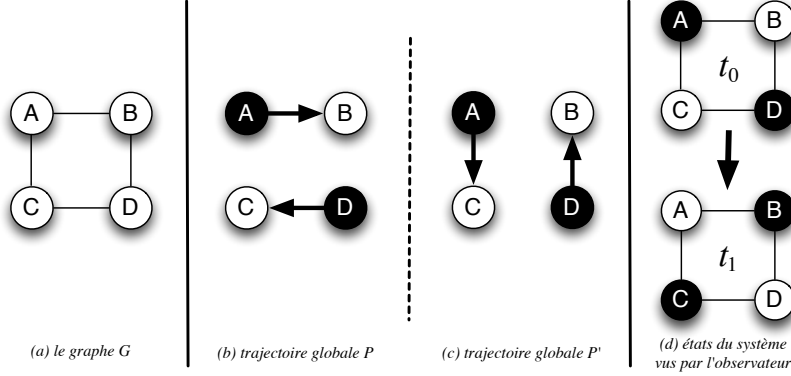 A B
C D
(a) le graphe G
A B
C D
(b) trajectoire globale P
A B
C D
(c) trajectoire globale P'
A B
t0
C D
A B
t1
C D
(d) états du système
vus par l'observateur